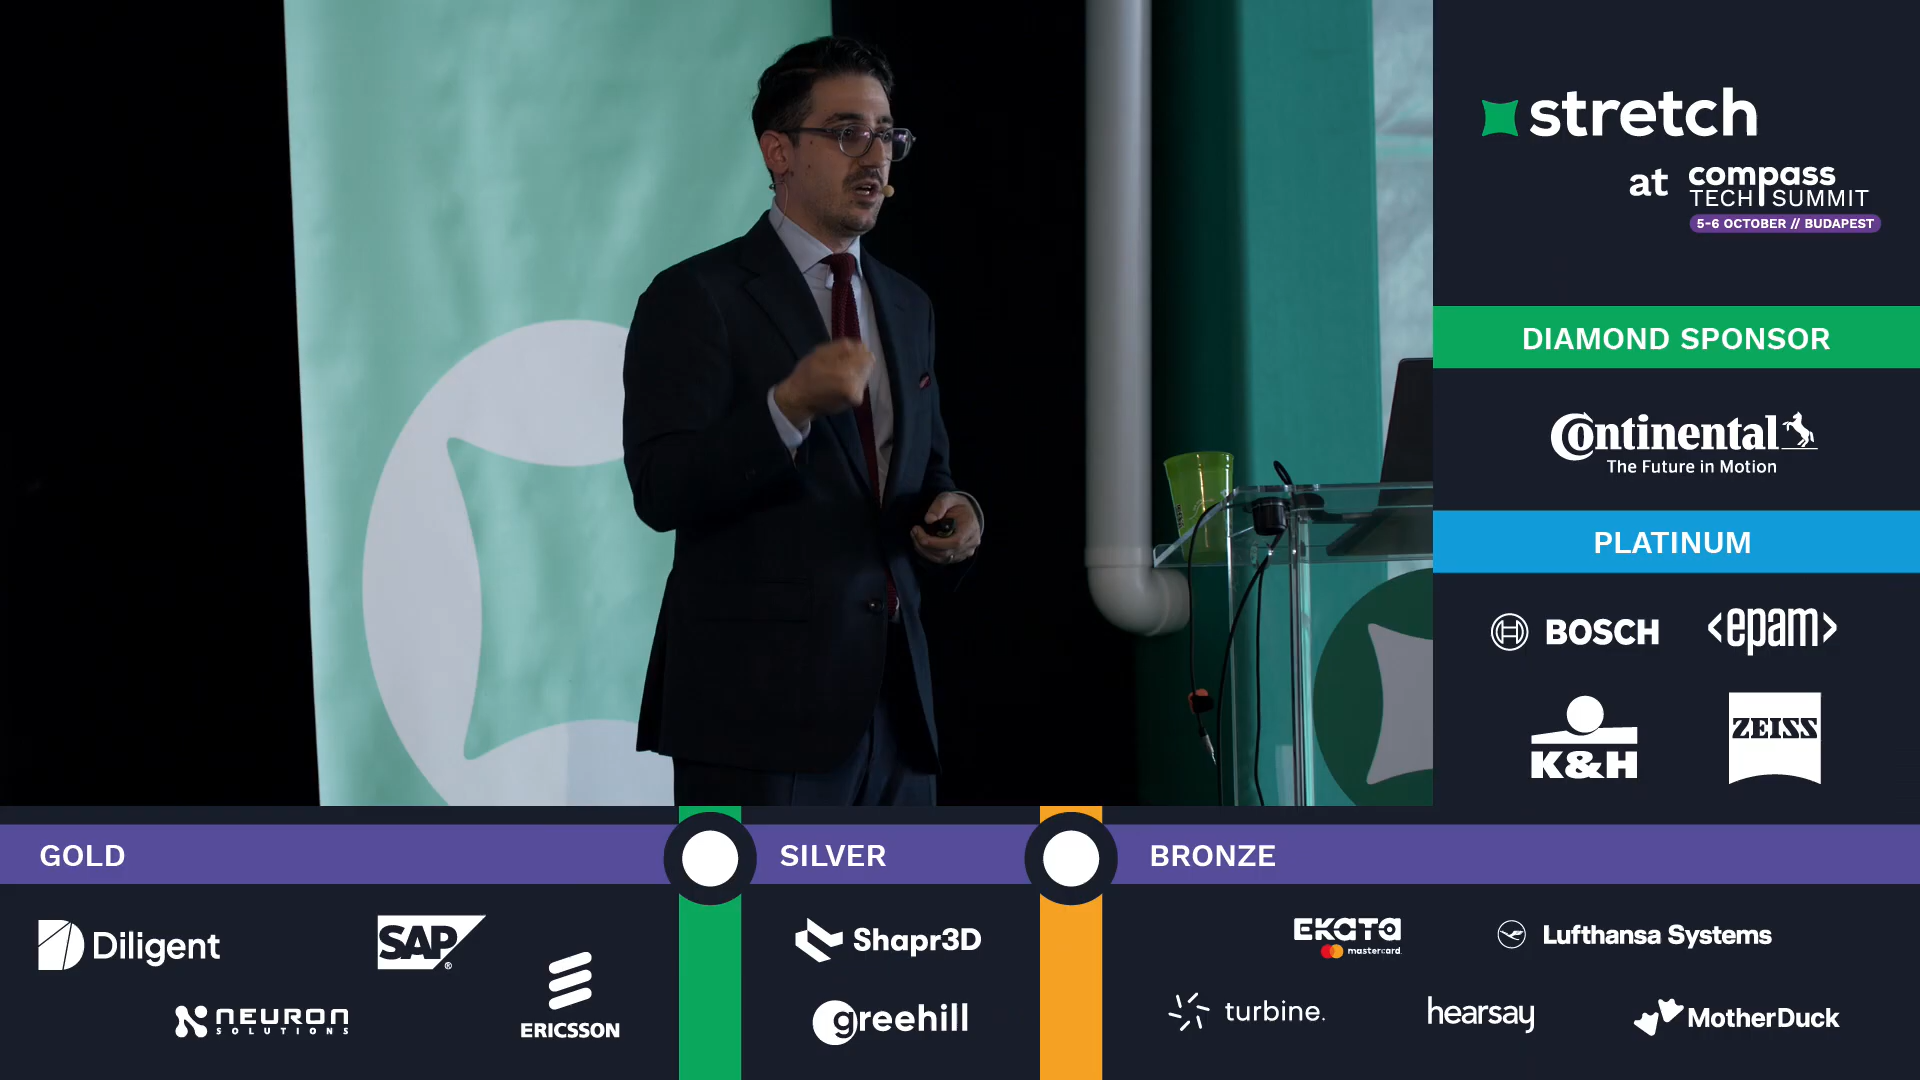 stretch
at
compass
TECH SUMMIT
5-6 OCTOBER // BUDAPEST
DIAMOND SPONSOR
Continental
The Future in Motion
PLATINUM
BOSCH
<epam>
K&H
ZEISS
GOLD
SILVER
BRONZE
Diligent
SAP®
NEURON
SOLUTIONS
ERICSSON
Shapr3D
greehill
EKATA
mastercard.
Lufthansa Systems
turbine.
hearsay
MotherDuck